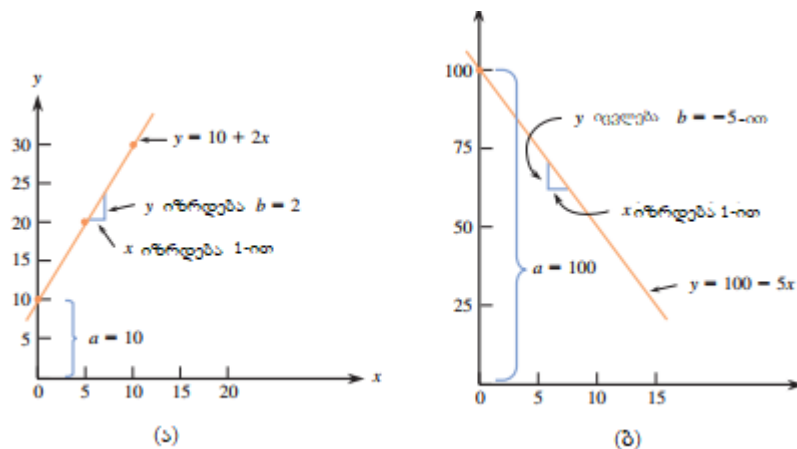 y
30
25
20
15
10
5
0
0 5 10 15 20
x
y = 10 + 2x
y იზრდება b = 2
x იზრდება 1-ით
a = 10
(ა)
100
75
50
25
0 5 10 15
y იცვლება b = −5-ით
x იზრდება 1-ით
a = 100
y = 100 − 5x
(ბ)